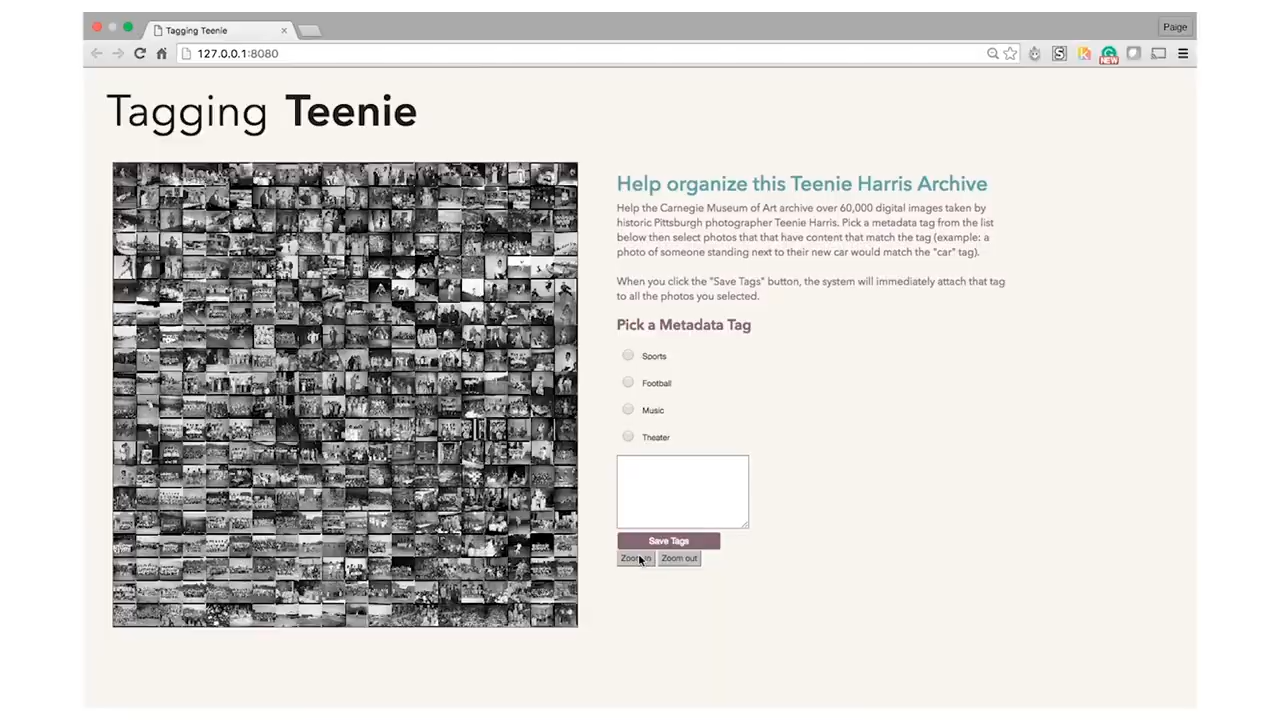 Tagging Teenie
Paige
127.0.0.1:8080
NEW
Tagging Teenie
Help organize this Teenie Harris Archive
Help the Carnegie Museum of Art archive over 60,000 digital images taken by
historic Pittsburgh photographer Teenie Harris. Pick a metadata tag from the list
below then select photos that that have content that match the tag (example: a
photo of someone standing next to their new car would match the "car" tag).
When you click the "Save Tags" button, the system will immediately attach that tag
to all the photos you selected.
Pick a Metadata Tag
Sports
Football
Music
Theater
Save Tags
Zoom in
Zoom out